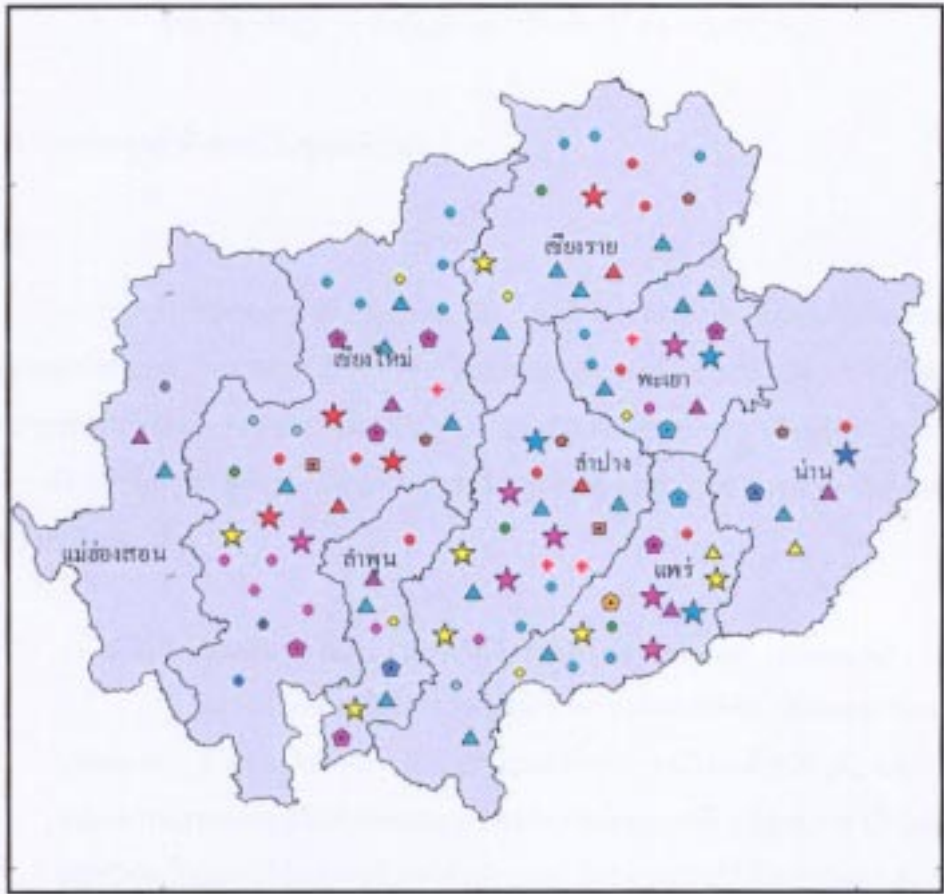 เชียงราย
เชียงใหม่
พะเยา
ลำปาง
น่าน
แม่ฮ่องสอน
ลำพูน
แพร่